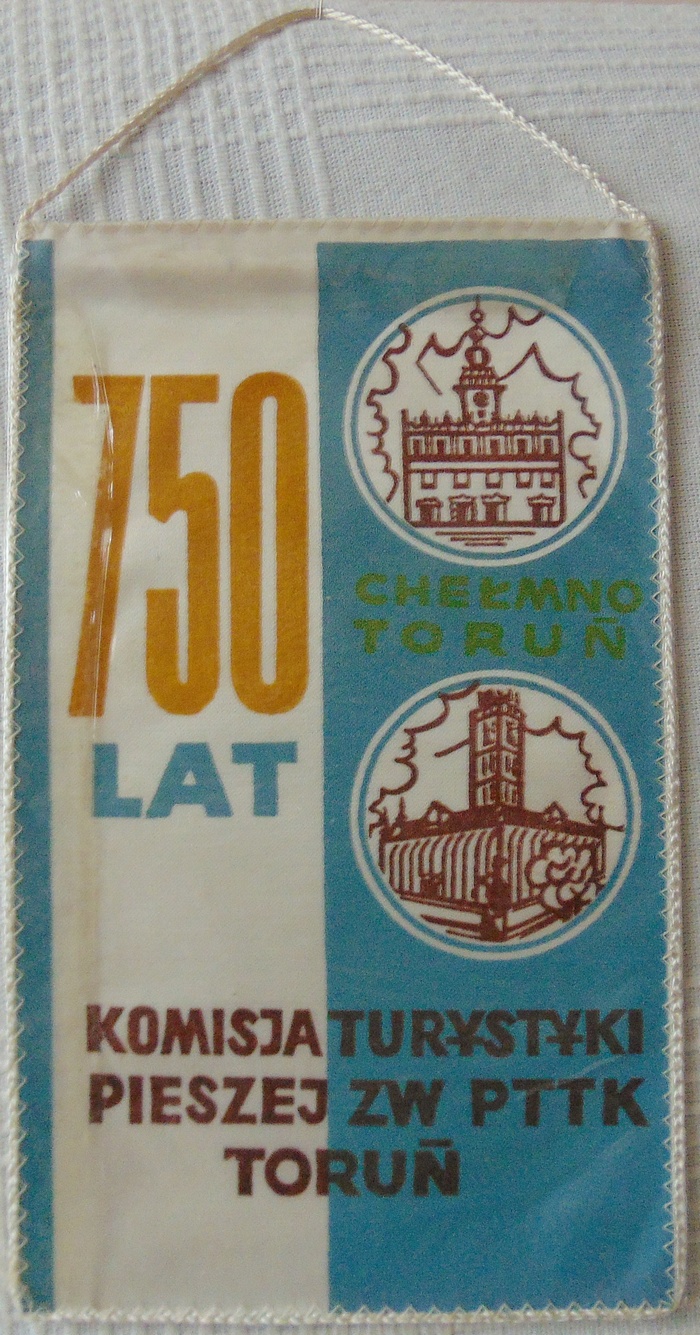 750
LAT
CHEŁMNO
TORUŃ
KOMISJA TURYSTYKI
PIESZEJ ZW PTTK
TORUŃ